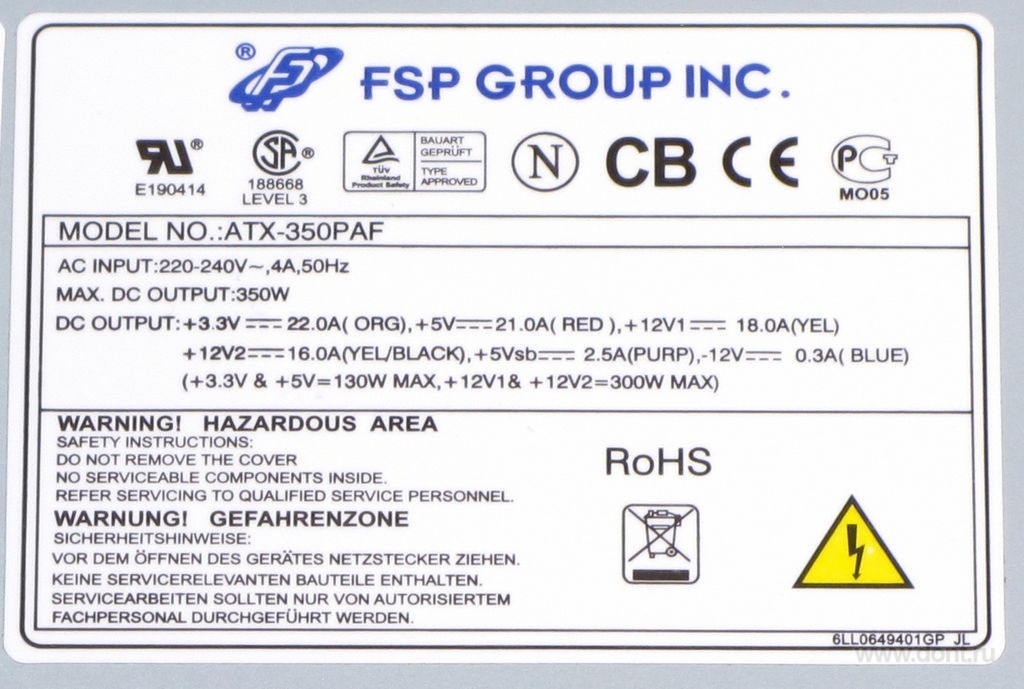 ® FSP GROUP INC.
RU® SA® TÜV Rheinland Product Safety BAUART GEPRÜFT TYPE APPROVED N CB CE PCT
E190414 188668 LEVEL 3 MO05
MODEL NO.:ATX-350PAF
AC INPUT:220-240V~,4A,50Hz
MAX. DC OUTPUT:350W
DC OUTPUT:+3.3V⎓22.0A( ORG),+5V⎓21.0A( RED ),+12V1⎓ 18.0A(YEL)
+12V2⎓16.0A(YEL/BLACK),+5Vsb⎓ 2.5A(PURP),-12V⎓ 0.3A( BLUE)
(+3.3V & +5V=130W MAX,+12V1& +12V2=300W MAX)
WARNING! HAZARDOUS AREA
SAFETY INSTRUCTIONS:
DO NOT REMOVE THE COVER
NO SERVICEABLE COMPONENTS INSIDE.
REFER SERVICING TO QUALIFIED SERVICE PERSONNEL.
WARNUNG! GEFAHRENZONE
SICHERHEITSHINWEISE:
VOR DEM ÖFFNEN DES GERÄTES NETZSTECKER ZIEHEN.
KEINE SERVICERELEVANTEN BAUTEILE ENTHALTEN.
SERVICEARBEITEN SOLLTEN NUR VON AUTORISIERTEM
FACHPERSONAL DURCHGEFÜHRT WERDEN.
RoHS
6LL0649401GP JL
www.dont.ru